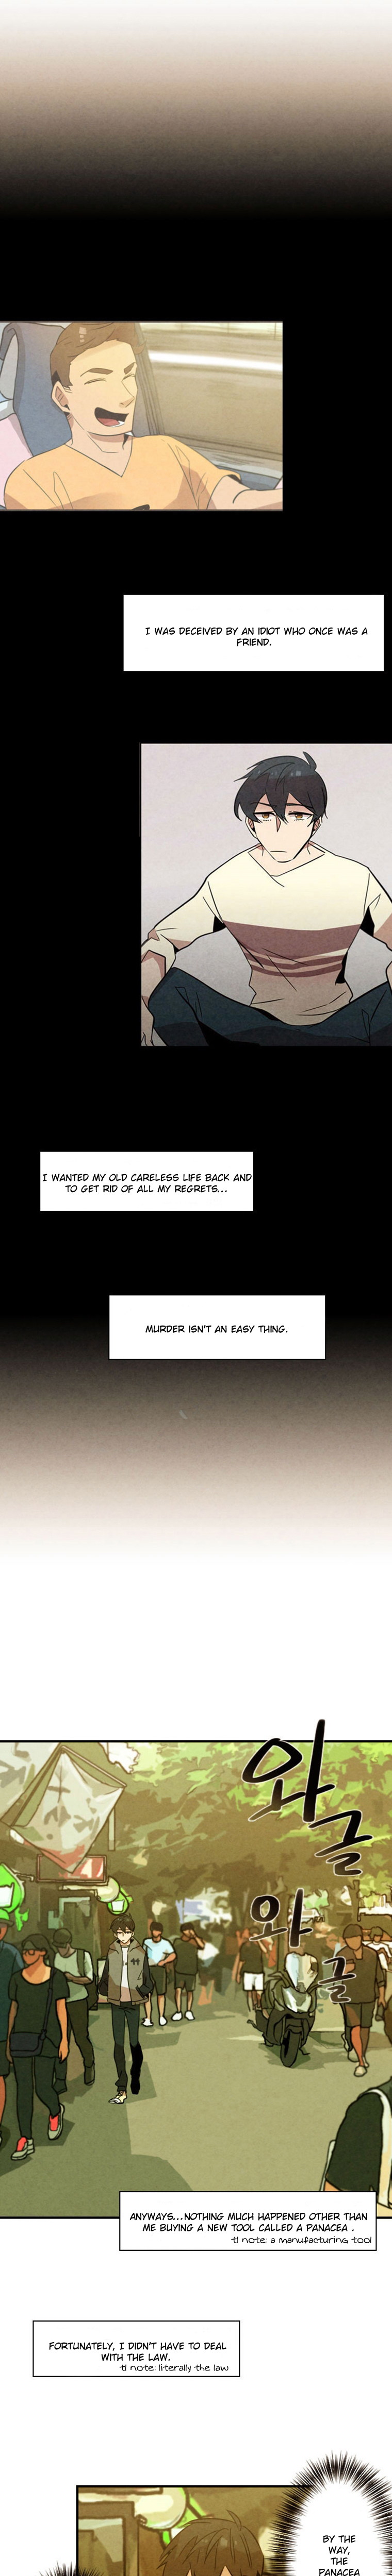 I WAS DECEIVED BY AN IDIOT WHO ONCE WAS A
FRIEND.
I WANTED MY OLD CARELESS LIFE BACK AND
TO GET RID OF ALL MY REGRETS...
MURDER ISN'T AN EASY THING.
와글
와글
ANYWAYS...NOTHING MUCH HAPPENED OTHER THAN
ME BUYING A NEW TOOL CALLED A PANACEA .
tl note: a manufacturing tool
FORTUNATELY, I DIDN'T HAVE TO DEAL
WITH THE LAW.
tl note: literally the law
BY THE
WAY,
THE
PANACEA